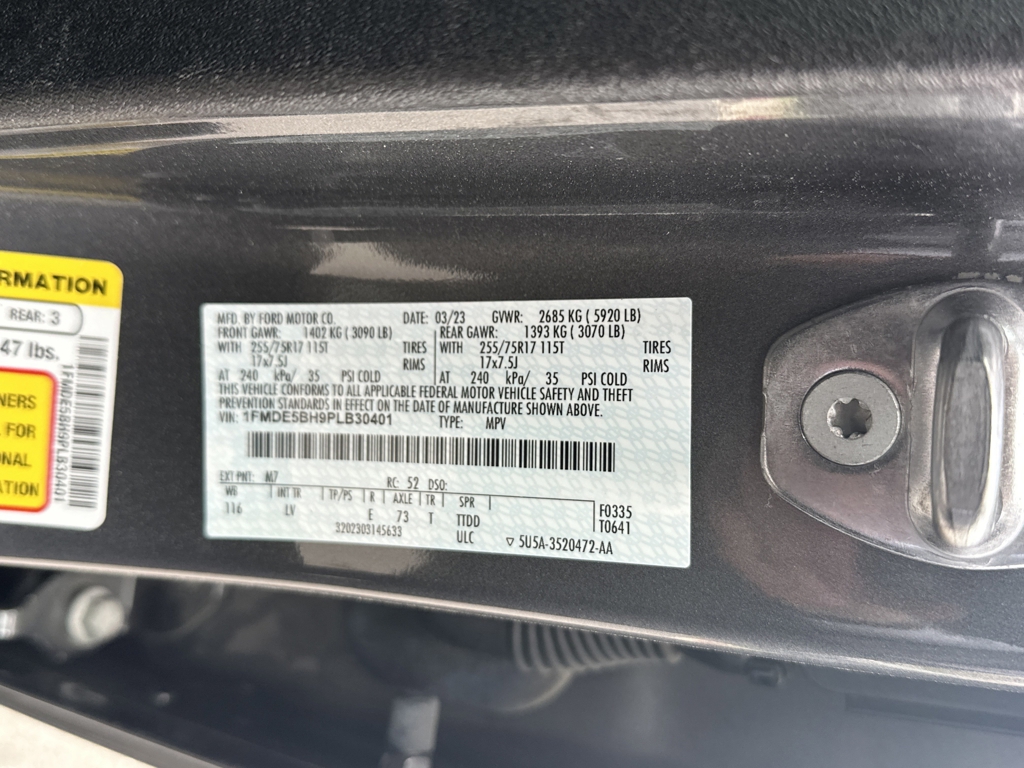 RMATION
REAR: 3
47 lbs.
NERS
L FOR
ONAL
ATION
1FMDE5BH9PLB30401
MFD. BY FORD MOTOR CO. DATE: 03/23 GVWR: 2685 KG ( 5920 LB)
FRONT GAWR: 1402 KG ( 3090 LB) REAR GAWR: 1393 KG ( 3070 LB)
WITH 255/75R17 115T TIRES WITH 255/75R17 115T TIRES
17x7.5J RIMS 17x7.5J RIMS
AT 240 kPa/ 35 PSI COLD AT 240 kPa/ 35 PSI COLD
THIS VEHICLE CONFORMS TO ALL APPLICABLE FEDERAL MOTOR VEHICLE SAFETY AND THEFT
PREVENTION STANDARDS IN EFFECT ON THE DATE OF MANUFACTURE SHOWN ABOVE.
VIN: 1FMDE5BH9PLB30401 TYPE: MPV
EXT PNT: M7 RC: 52 DSO:
WB INT TR TP/PS R AXLE TR SPR F0335
116 LV E 73 T TTDD T0641
3202303145633 ULC ▽ 5U5A-3520472-AA